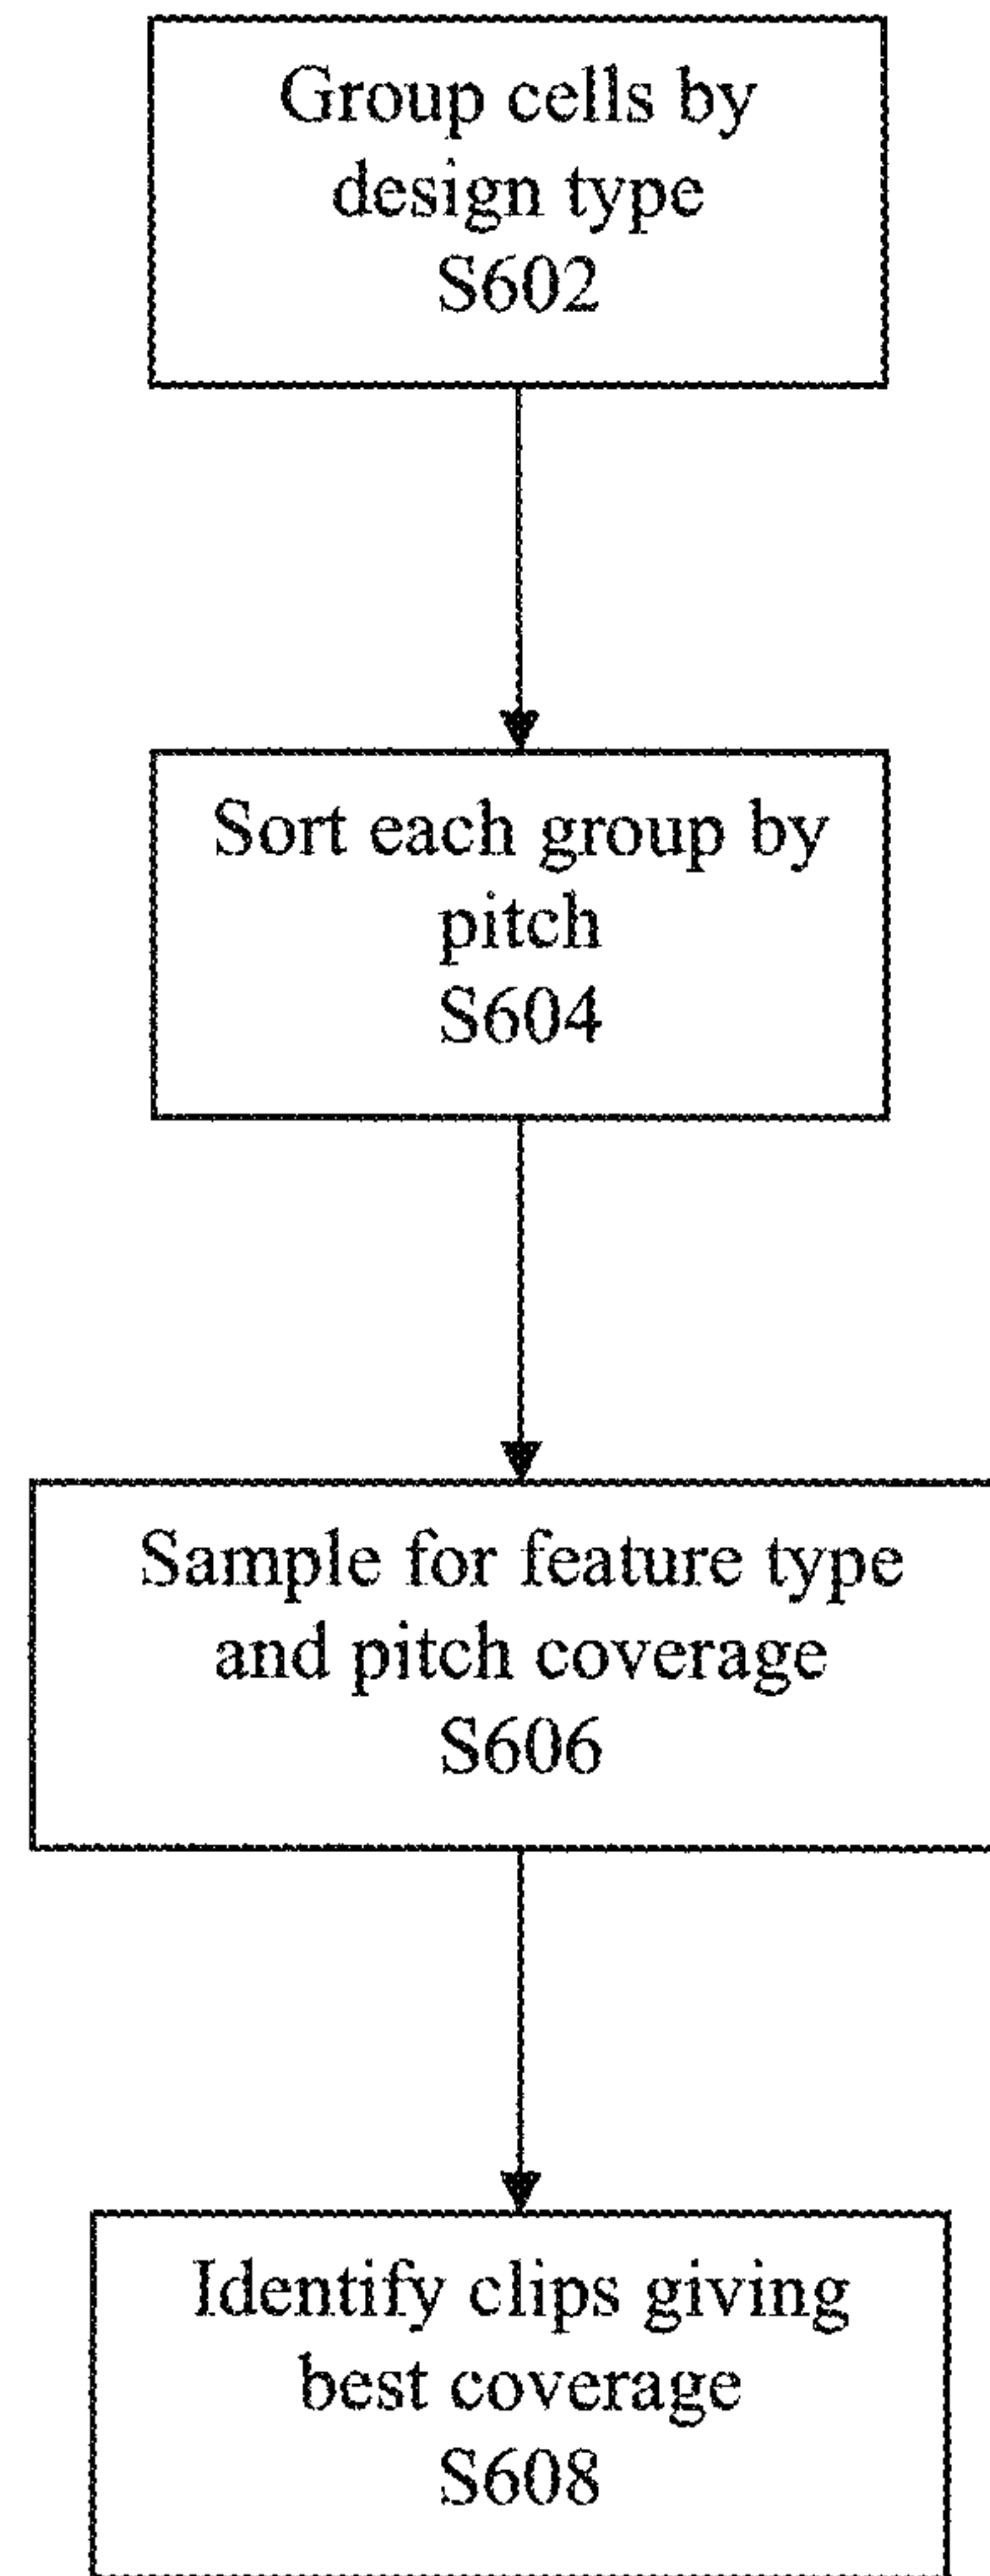 Group cells by
design type
S602
Sort each group by
pitch
S604
Sample for feature type
and pitch coverage
S606
Identify clips giving
best coverage
S608